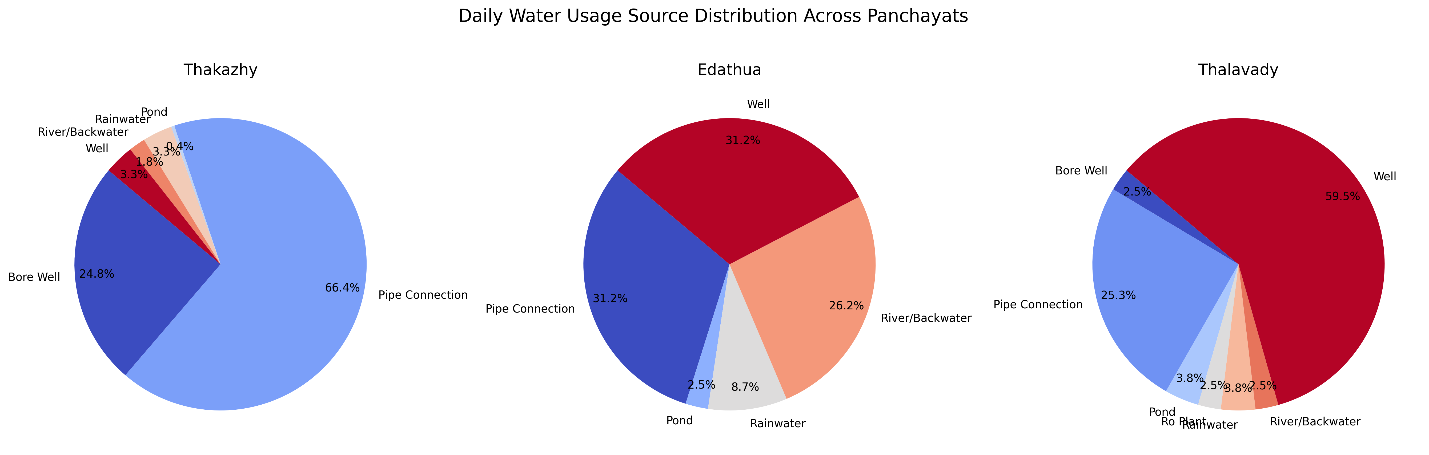 Daily Water Usage Source Distribution Across Panchayats
Thakazhy
Pond
Rainwater
River/Backwater
Well
Bore Well
Pipe Connection
0.4%
3.3%
1.8%
3.3%
24.8%
66.4%
Edathua
Well
31.2%
Pipe Connection
31.2%
River/Backwater
26.2%
Pond
2.5%
Rainwater
8.7%
Thalavady
Bore Well
2.5%
Well
59.5%
Pipe Connection
25.3%
Pond
3.8%
Ro Plant
2.5%
Rainwater
3.8%
River/Backwater
2.5%